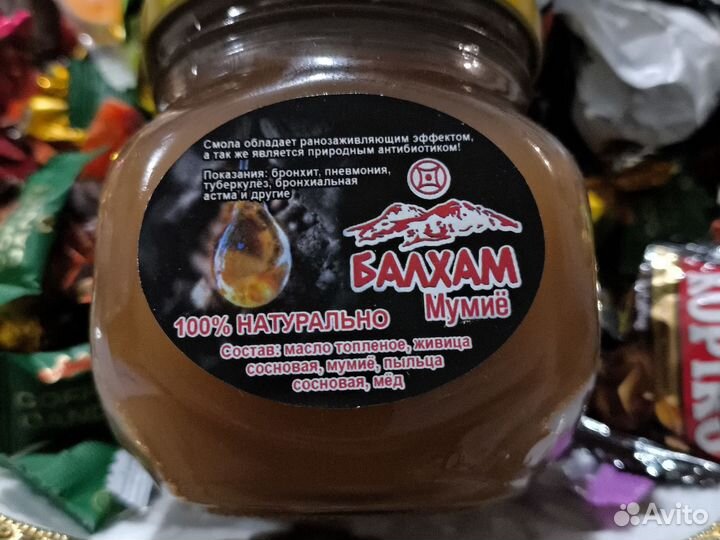 Смола обладает ранозаживляющим эффектом,
а так же является природным антибиотиком!
Показания: бронхит, пневмония,
туберкулёз, бронхиальная
астма и другие
БАЛХАМ
Мумиё
100% НАТУРАЛЬНО
Состав: масло топленое, живица
сосновая, мумиё, пыльца
сосновая, мёд
KOPIKO
Avito